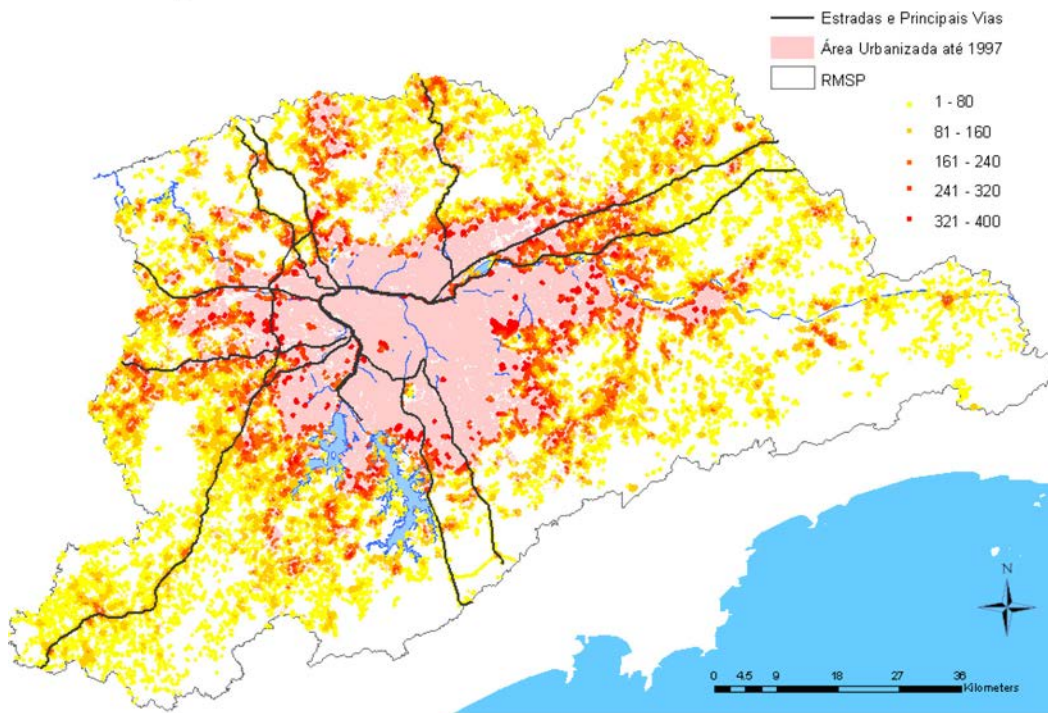 Estradas e Principais Vias
Área Urbanizada até 1997
RMSP
1 - 80
81 - 160
161 - 240
241 - 320
321 - 400
N
0 4.5 9 18 27 36
Kilometers